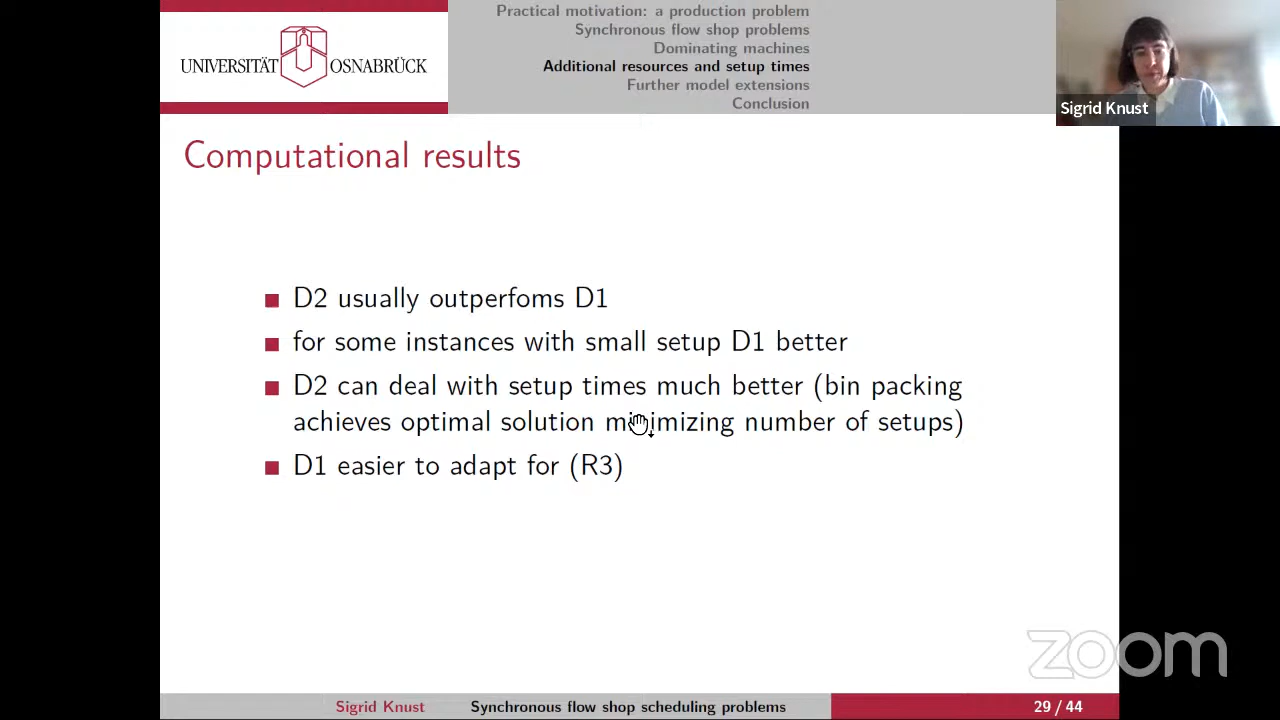 UNIVERSITÄT OSNABRÜCK
Practical motivation: a production problem
Synchronous flow shop problems
Dominating machines
Additional resources and setup times
Further model extensions
Conclusion
Sigrid Knust
Computational results
D2 usually outperfoms D1
for some instances with small setup D1 better
D2 can deal with setup times much better (bin packing
achieves optimal solution minimizing number of setups)
D1 easier to adapt for (R3)
zoom
Sigrid Knust Synchronous flow shop scheduling problems 29 / 44